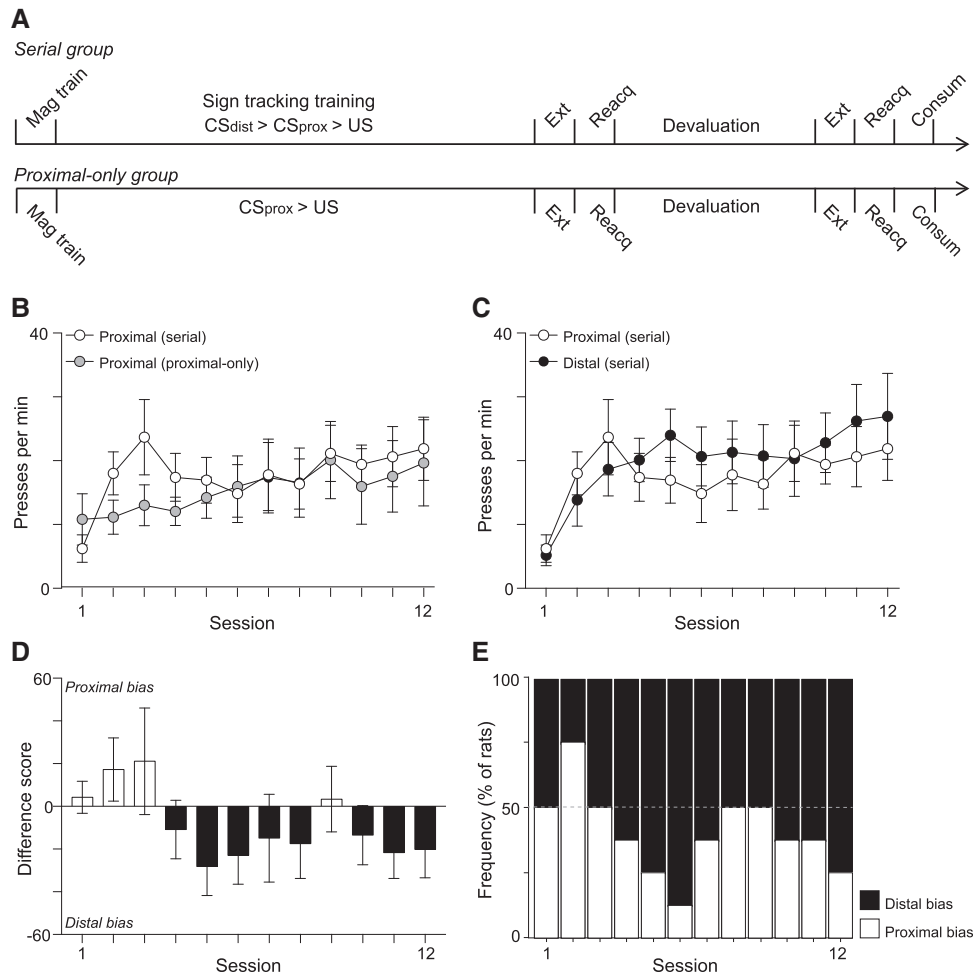 A
Serial group
Mag train
Sign tracking training
CSdist > CSprox > US
Ext
Reacq
Devaluation
Ext
Reacq
Consum
Proximal-only group
Mag train
CSprox > US
Ext
Reacq
Devaluation
Ext
Reacq
Consum
B
40
Proximal (serial)
Proximal (proximal-only)
Presses per min
0
1
12
Session
C
40
Proximal (serial)
Distal (serial)
Presses per min
0
1
12
Session
D
60
Proximal bias
Difference score
0
Distal bias
-60
1
12
Session
E
100
Frequency (% of rats)
50
0
1
12
Session
Distal bias
Proximal bias